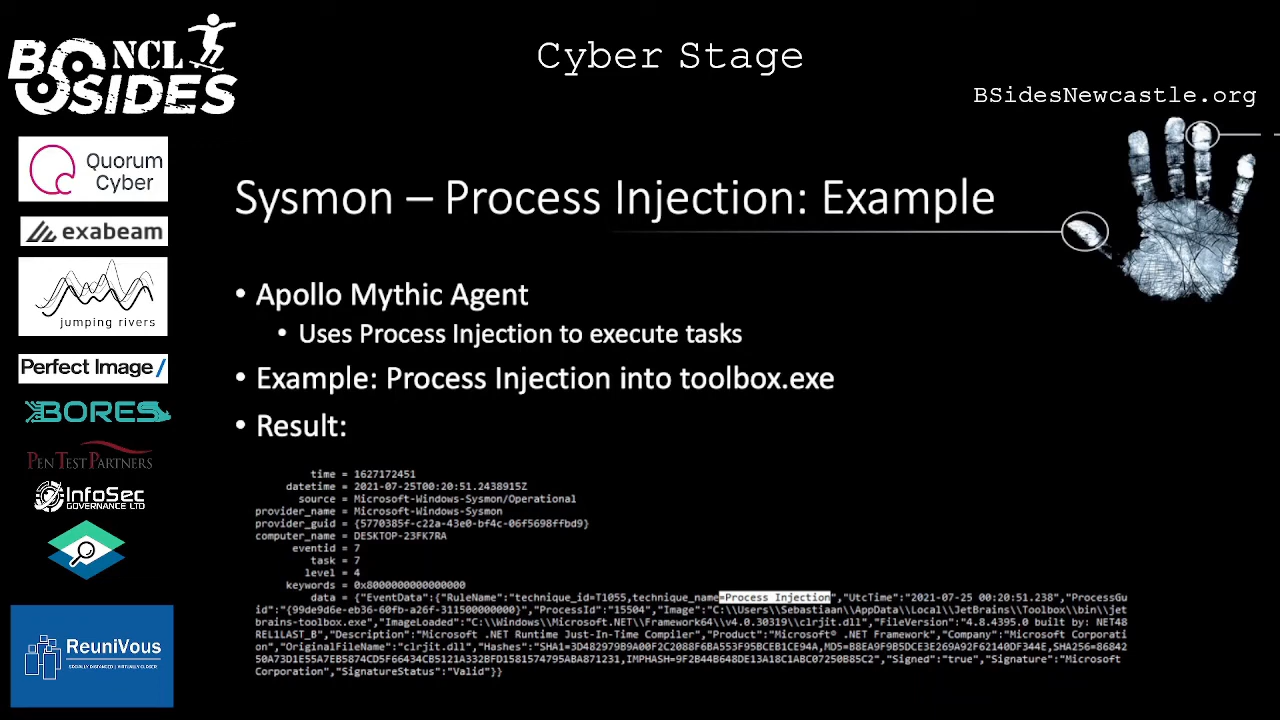 BSIDES NCL
Cyber Stage
BSidesNewcastle.org
Quorum
Cyber
exabeam
jumping rivers
Perfect Image/
BORES
PEN TEST PARTNERS
INFOSEC
GOVERNANCE LTD
ReuniVous
SOCIALLY DISTANCED | VIRTUALLY CLOSER
Sysmon – Process Injection: Example
• Apollo Mythic Agent
• Uses Process Injection to execute tasks
• Example: Process Injection into toolbox.exe
• Result:
time = 1627172451
datetime = 2021-07-25T00:20:51.2438915Z
source = Microsoft-Windows-Sysmon/Operational
provider_name = Microsoft-Windows-Sysmon
provider_guid = {5770385f-c22a-43e0-bf4c-06f5698ffbd9}
computer_name = DESKTOP-23FK7RA
eventid = 7
task = 7
level = 4
keywords = 0x8000000000000000
data = {"EventData":{"RuleName":"technique_id=T1055,technique_name=Process Injection","UtcTime":"2021-07-25 00:20:51.238","ProcessGu
id":"{99de9d6e-eb36-60fb-a26f-311500000000}","ProcessId":"15504","Image":"C:\\Users\\Sebastiaan\\AppData\\Local\\JetBrains\\Toolbox\\bin\\jet
brains-toolbox.exe","ImageLoaded":"C:\\Windows\\Microsoft.NET\\Framework64\\v4.0.30319\\clrjit.dll","FileVersion":"4.8.4395.0 built by: NET48
REL1LAST_B","Description":"Microsoft .NET Runtime Just-In-Time Compiler","Product":"Microsoft® .NET Framework","Company":"Microsoft Corporati
on","OriginalFileName":"clrjit.dll","Hashes":"SHA1=3D482979B9A00F2C2088F6BA553F95BCEB1CE94A,MD5=B8EA9F9B5DCE3E269A92F62140DF344E,SHA256=86842
50A73D1E55A7EB5874CD5F66434CB5121A332BFD1581574795ABA871231,IMPHASH=9F2B44B648DE13A18C1ABC07250B85C2","Signed":"true","Signature":"Microsoft
Corporation","SignatureStatus":"Valid"}}